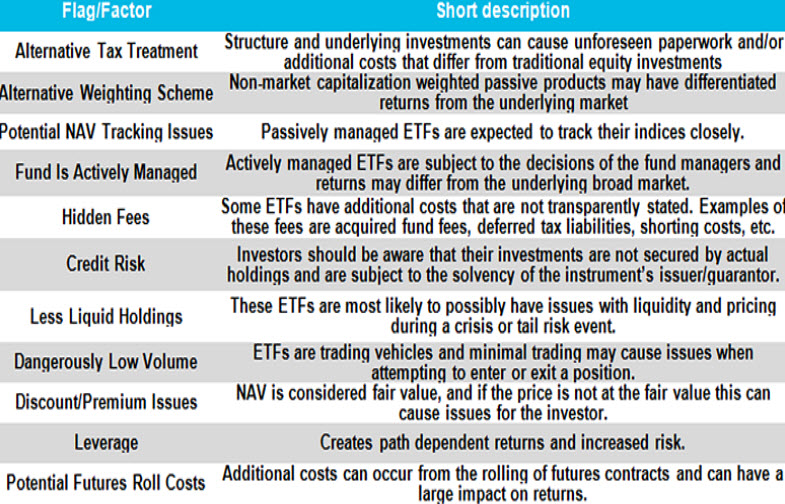 Flag/Factor Short description
Alternative Tax Treatment
Structure and underlying investments can cause unforeseen paperwork and/or
additional costs that differ from traditional equity investments
Alternative Weighting Scheme
Non-market capitalization weighted passive products may have differentiated
returns from the underlying market
Potential NAV Tracking Issues
Passively managed ETFs are expected to track their indices closely.
Fund Is Actively Managed
Actively managed ETFs are subject to the decisions of the fund managers and
returns may differ from the underlying broad market.
Hidden Fees
Some ETFs have additional costs that are not transparently stated. Examples of
these fees are acquired fund fees, deferred tax liabilities, shorting costs, etc.
Credit Risk
Investors should be aware that their investments are not secured by actual
holdings and are subject to the solvency of the instrument's issuer/guarantor.
Less Liquid Holdings
These ETFs are most likely to possibly have issues with liquidity and pricing
during a crisis or tail risk event.
Dangerously Low Volume
ETFs are trading vehicles and minimal trading may cause issues when
attempting to enter or exit a position.
Discount/Premium Issues
NAV is considered fair value, and if the price is not at the fair value this can
cause issues for the investor.
Leverage
Creates path dependent returns and increased risk.
Potential Futures Roll Costs
Additional costs can occur from the rolling of futures contracts and can have a
large impact on returns.